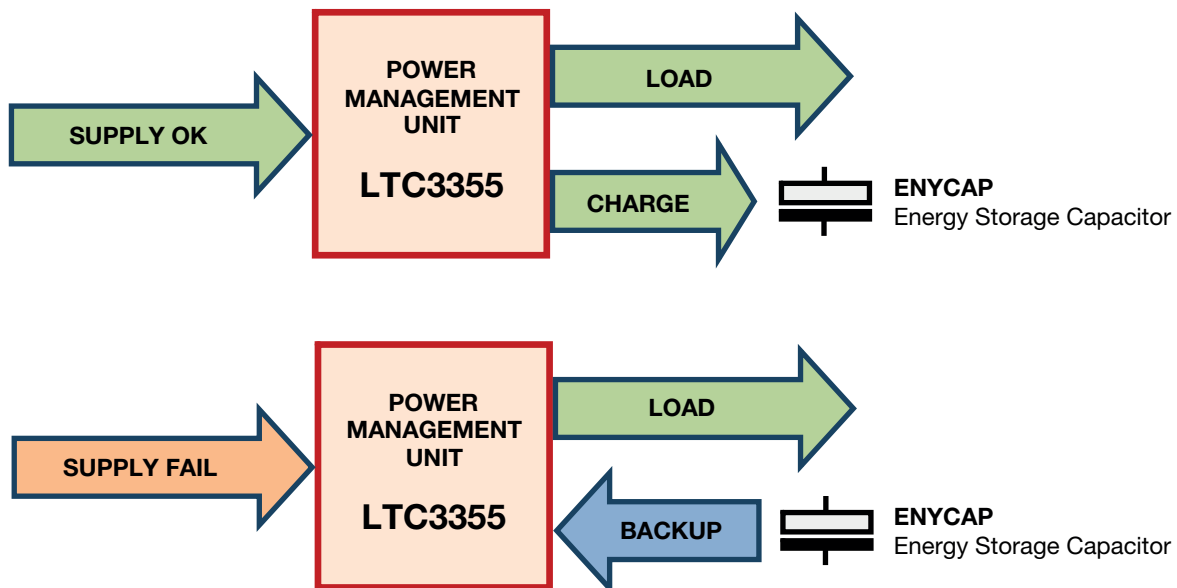 SUPPLY OK
POWER
MANAGEMENT
UNIT
LTC3355
LOAD
CHARGE
ENYCAP
Energy Storage Capacitor
SUPPLY FAIL
POWER
MANAGEMENT
UNIT
LTC3355
LOAD
BACKUP
ENYCAP
Energy Storage Capacitor